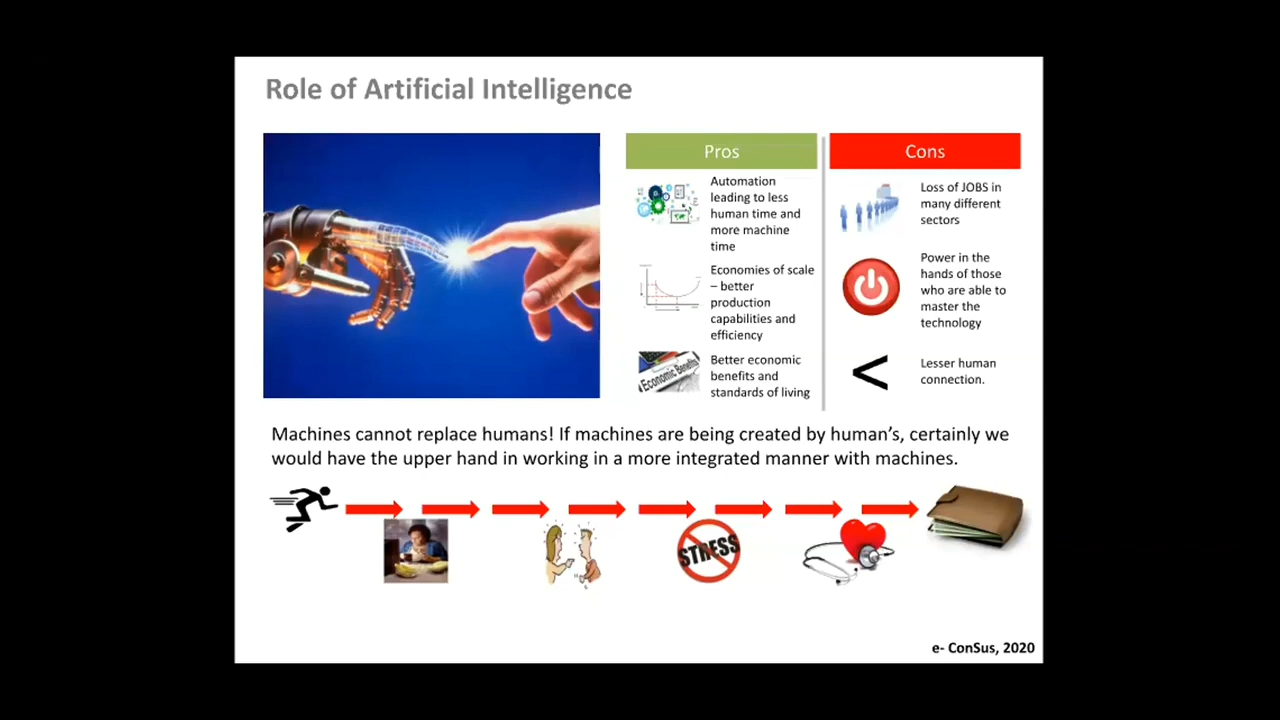 Role of Artificial Intelligence
Pros
Automation
leading to less
human time and
more machine
time
Economies of scale
– better
production
capabilities and
efficiency
Economic Benefits
Better economic
benefits and
standards of living
Cons
Loss of JOBS in
many different
sectors
Power in the
hands of those
who are able to
master the
technology
<
Lesser human
connection.
Machines cannot replace humans! If machines are being created by human’s, certainly we
would have the upper hand in working in a more integrated manner with machines.
STRESS
e- ConSus, 2020